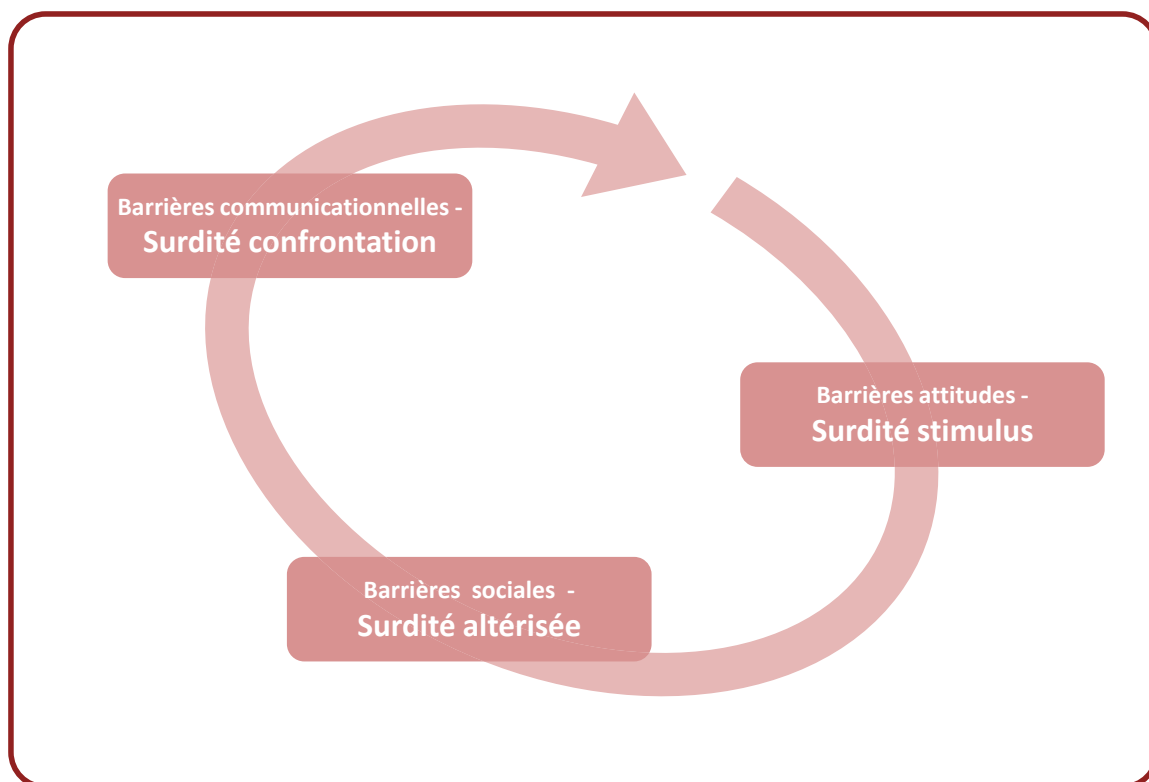 Barrières communicationnelles -
Surdité confrontation
Barrières attitudes -
Surdité stimulus
Barrières sociales -
Surdité altérisée